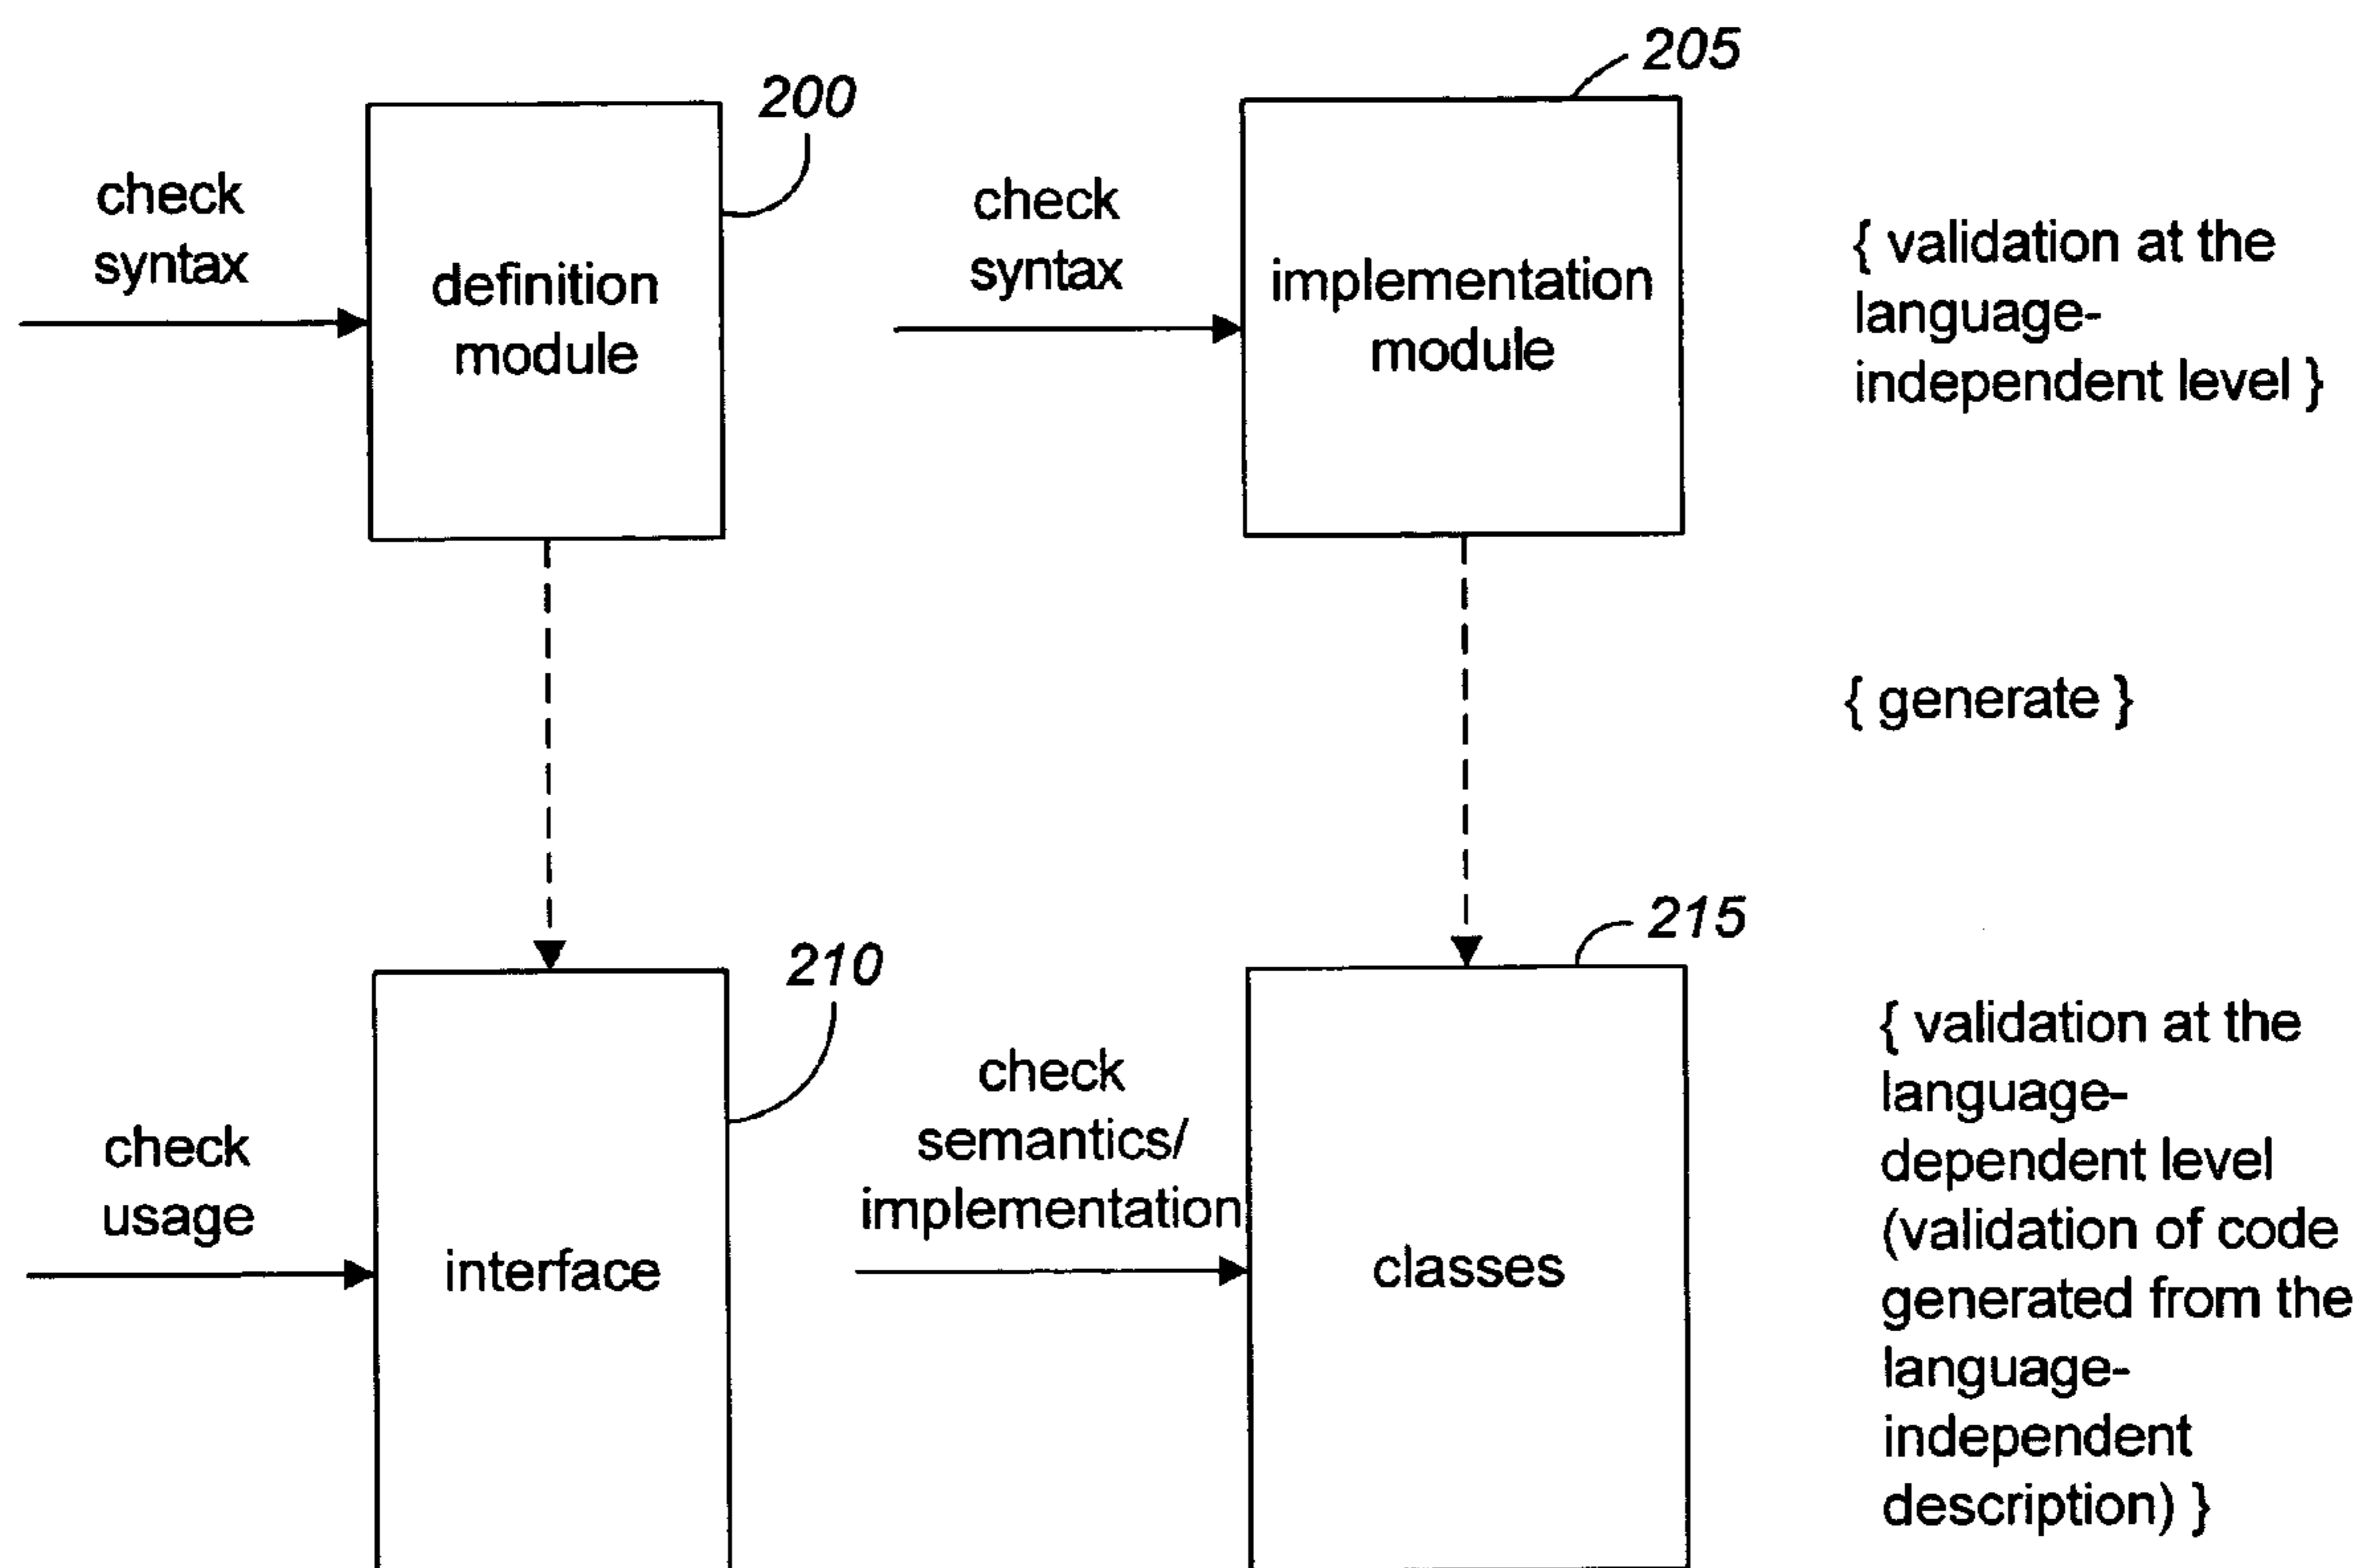 205
200
check
syntax
definition
module
check
syntax
implementation
module
{ validation at the
language-
independent level }
{ generate }
210
215
check
usage
interface
check
semantics/
implementation
classes
{ validation at the
language-
dependent level
(validation of code
generated from the
language-
independent
description) }